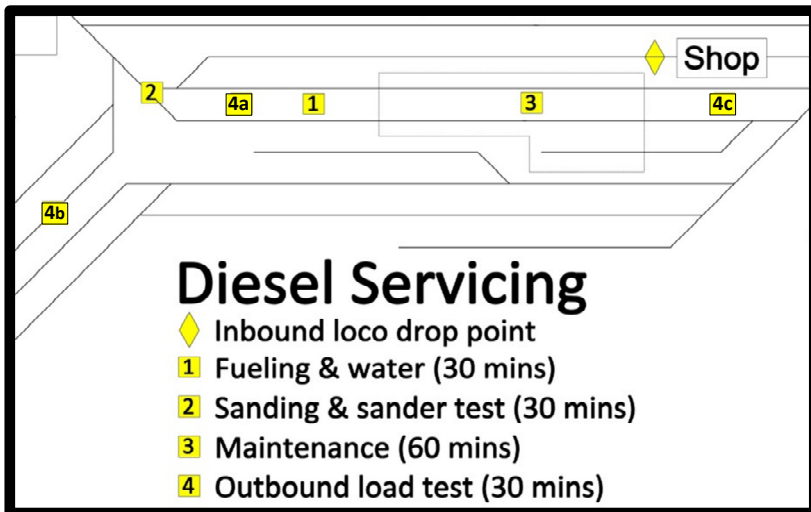 Shop
2
4a
1
3
4c
4b
Diesel Servicing
Inbound loco drop point
1 Fueling & water (30 mins)
2 Sanding & sander test (30 mins)
3 Maintenance (60 mins)
4 Outbound load test (30 mins)